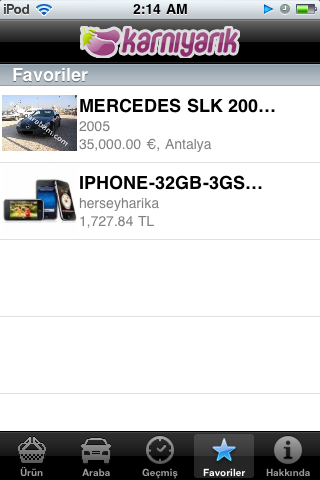 iPod 2:14 AM
karnıyarık
Favoriler
MERCEDES SLK 200...
2005
35,000.00 €, Antalya
IPHONE-32GB-3GS...
herseyharika
1,727.84 TL
Ürün Araba Geçmiş Favoriler Hakkında